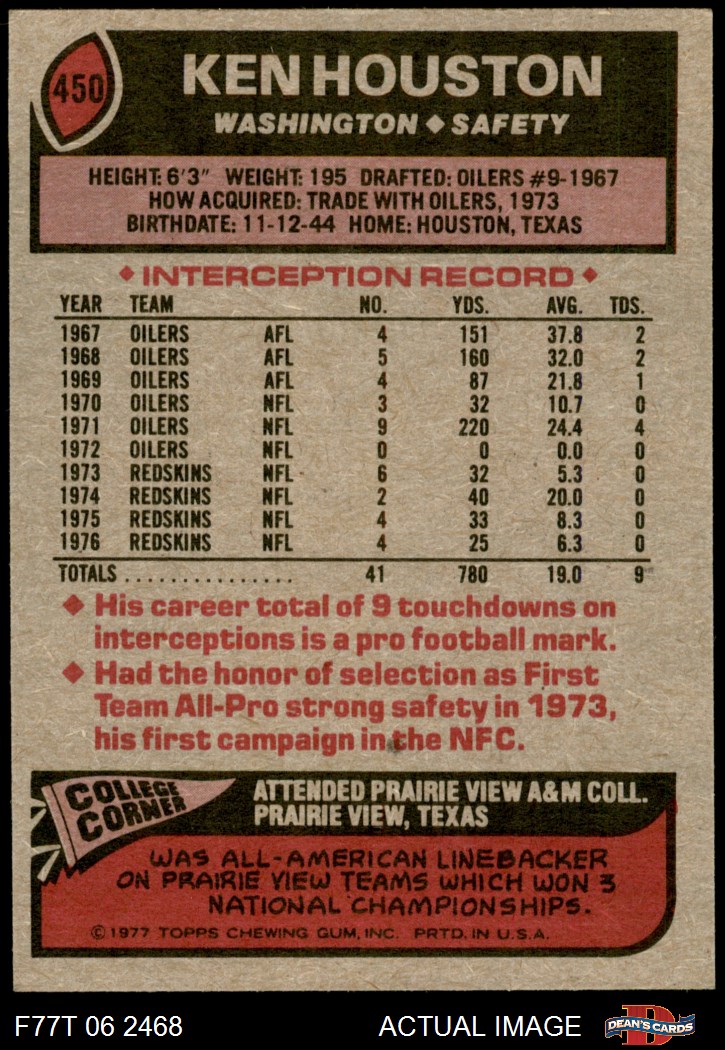 450
KEN HOUSTON
WASHINGTON ◆ SAFETY
HEIGHT: 6'3" WEIGHT: 195 DRAFTED: OILERS #9-1967
HOW ACQUIRED: TRADE WITH OILERS, 1973
BIRTHDATE: 11-12-44 HOME: HOUSTON, TEXAS
◆ INTERCEPTION RECORD ◆
YEAR TEAM NO. YDS. AVG. TDS.
1967 OILERS AFL 4 151 37.8 2
1968 OILERS AFL 5 160 32.0 2
1969 OILERS AFL 4 87 21.8 1
1970 OILERS NFL 3 32 10.7 0
1971 OILERS NFL 9 220 24.4 4
1972 OILERS NFL 0 0 0.0 0
1973 REDSKINS NFL 6 32 5.3 0
1974 REDSKINS NFL 2 40 20.0 0
1975 REDSKINS NFL 4 33 8.3 0
1976 REDSKINS NFL 4 25 6.3 0
TOTALS ............... 41 780 19.0 9
◆ His career total of 9 touchdowns on
interceptions is a pro football mark.
◆ Had the honor of selection as First
Team All-Pro strong safety in 1973,
his first campaign in the NFC.
COLLEGE
CORNER
ATTENDED PRAIRIE VIEW A&M COLL.
PRAIRIE VIEW, TEXAS
WAS ALL-AMERICAN LINEBACKER
ON PRAIRIE VIEW TEAMS WHICH WON 3
NATIONAL CHAMPIONSHIPS.
© 1977 TOPPS CHEWING GUM, INC. PRTD. IN U.S.A.
F77T 06 2468 ACTUAL IMAGE
D
DEAN'S CARDS